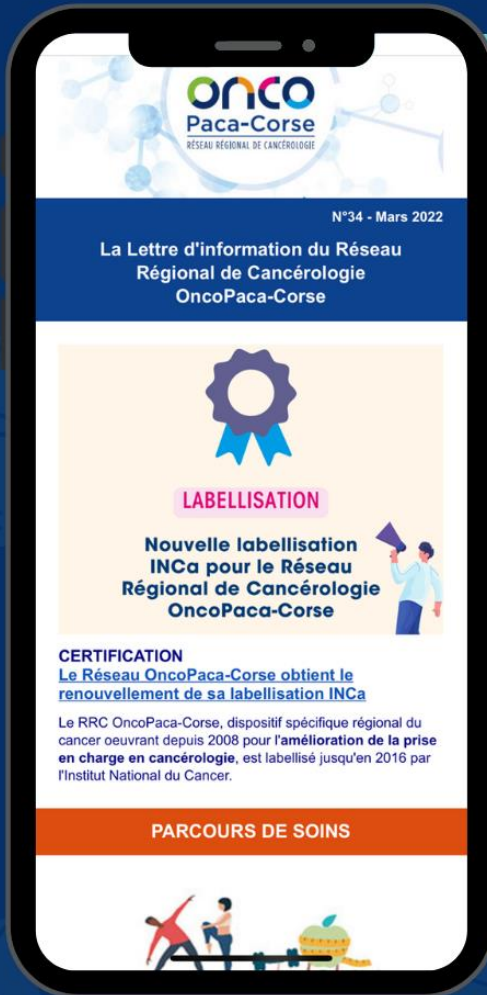 onco
Paca-Corse
RÉSEAU RÉGIONAL DE CANCÉROLOGIE
N°34 - Mars 2022
La Lettre d'information du Réseau
Régional de Cancérologie
OncoPaca-Corse
LABELLISATION
Nouvelle labellisation
INCa pour le Réseau
Régional de Cancérologie
OncoPaca-Corse
CERTIFICATION
Le Réseau OncoPaca-Corse obtient le
renouvellement de sa labellisation INCa
Le RRC OncoPaca-Corse, dispositif spécifique régional du
cancer oeuvrant depuis 2008 pour l'amélioration de la prise
en charge en cancérologie, est labellisé jusqu'en 2016 par
l'Institut National du Cancer.
PARCOURS DE SOINS